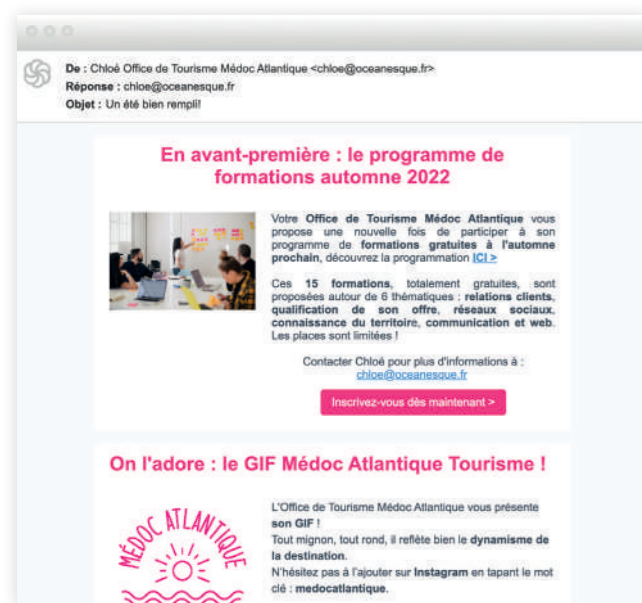 De : Chloé Office de Tourisme Médoc Atlantique <chloe@oceanesque.fr>
Réponse : chloe@oceanesque.fr
Objet : Un été bien rempli!
En avant-première : le programme de
formations automne 2022
Votre Office de Tourisme Médoc Atlantique vous
propose une nouvelle fois de participer à son
programme de formations gratuites à l'automne
prochain, découvrez la programmation ICI >
Ces 15 formations, totalement gratuites, sont
proposées autour de 6 thématiques : relations clients,
qualification de son offre, réseaux sociaux,
connaissance du territoire, communication et web.
Les places sont limitées !
Contacter Chloé pour plus d'informations à :
chloe@oceanesque.fr
Inscrivez-vous dès maintenant >
On l'adore : le GIF Médoc Atlantique Tourisme !
MÉDOC ATLANTIQUE
L'Office de Tourisme Médoc Atlantique vous présente
son GIF !
Tout mignon, tout rond, il reflète bien le dynamisme de
la destination.
N'hésitez pas à l'ajouter sur Instagram en tapant le mot
clé : medocatlantique.